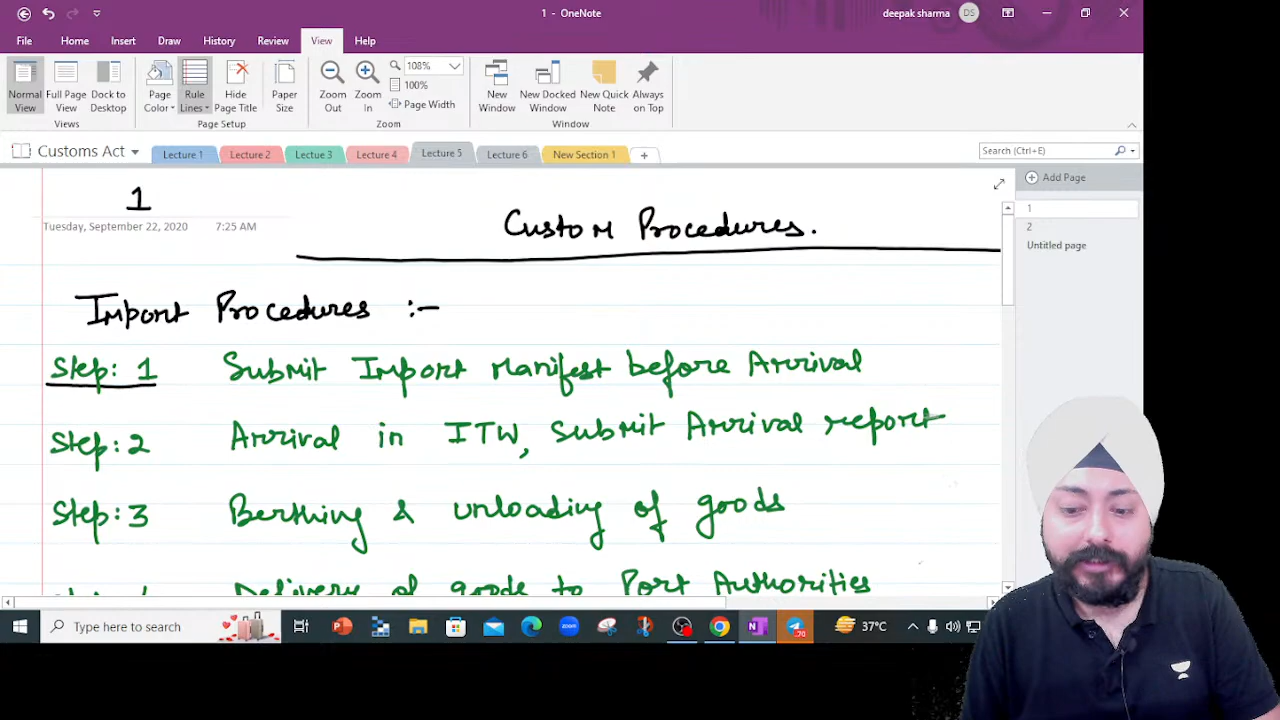 1 - OneNote
deepak sharma DS
File Home Insert Draw History Review View Help
Normal View
Full Page View
Dock to Desktop
Page Color
Rule Lines
Hide Page Title
Paper Size
Zoom Out
Zoom In
108%
100%
Page Width
New Window
New Docked Window
New Quick Note
Always on Top
Views Page Setup Zoom Window
Customs Act Lecture 1 Lecture 2 Lectue 3 Lecture 4 Lecture 5 Lecture 6 New Section 1 +
Search (Ctrl+E)
Add Page
1
2
Untitled page
1
Tuesday, September 22, 2020 7:25 AM
Custom Procedures.
Import Procedures :-
Step: 1 Submit Import Manifest before Arrival
Step: 2 Arrival in ITW, Submit Arrival report
Step: 3 Berthing & unloading of goods
Delivery of goods to Port Authorities
Type here to search
zoom
70
37°C